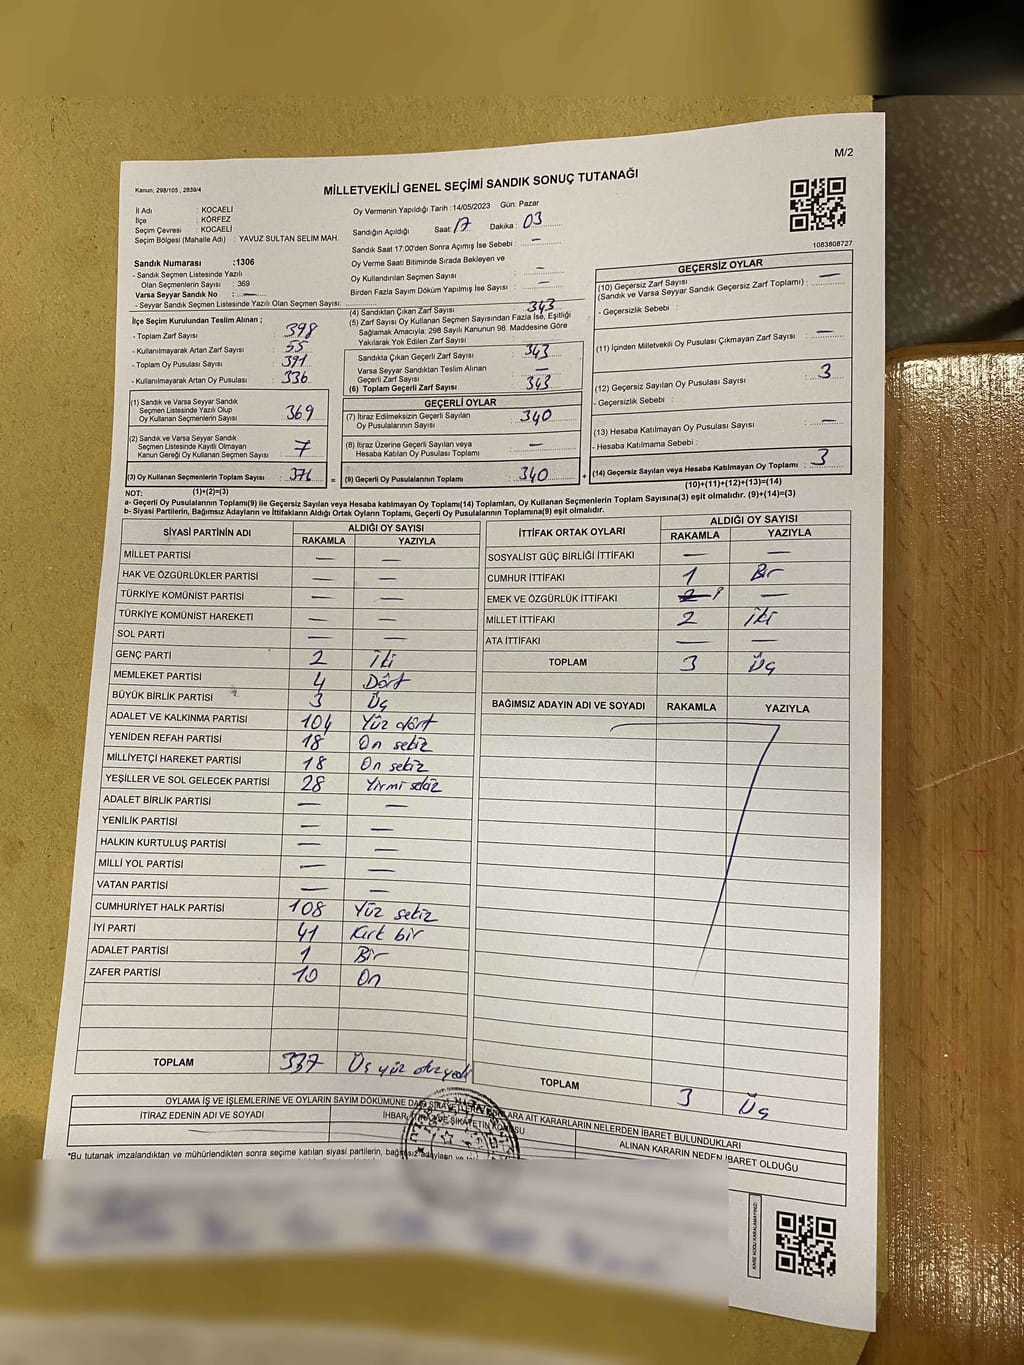 M/2
Kanun; 298/105 , 2839/4
MİLLETVEKİLİ GENEL SEÇİMİ SANDIK SONUÇ TUTANAĞI
1083808727
İl Adı : KOCAELİ
İlçe : KÖRFEZ
Seçim Çevresi : KOCAELİ
Seçim Bölgesi (Mahalle Adı) : YAVUZ SULTAN SELİM MAH.
Oy Vermenin Yapıldığı Tarih : 14/05/2023 Gün: Pazar
Sandığın Açıldığı Saat: 17 Dakika : 03
Sandık Saat 17:00'den Sonra Açımış İse Sebebi : —
Oy Verme Saati Bitiminde Sırada Bekleyen ve
Oy Kullandırılan Seçmen Sayısı —
Birden Fazla Sayım Döküm Yapılmış İse Sayısı : —
Sandık Numarası :1306
- Sandık Seçmen Listesinde Yazılı
Olan Seçmenlerin Sayısı : 369
Varsa Seyyar Sandık No : —
- Seyyar Sandık Seçmen Listesinde Yazılı Olan Seçmen Sayısı:
İlçe Seçim Kurulundan Teslim Alınan ;
- Toplam Zarf Sayısı 398
- Kullanılmayarak Artan Zarf Sayısı 55
- Toplam Oy Pusulası Sayısı 391
- Kullanılmayarak Artan Oy Pusulası 336
(1) Sandık ve Varsa Seyyar Sandık
Seçmen Listesinde Yazılı Olup
Oy Kullanan Seçmenlerin Sayısı 369
(2) Sandık ve Varsa Seyyar Sandık
Seçmen Listesinde Kayıtlı Olmayan
Kanun Gereği Oy Kullanan Seçmen Sayısı 7
(3) Oy Kullanan Seçmenlerin Toplam Sayısı :
(1)+(2)=(3)
(4) Sandıktan Çıkan Zarf Sayısı 343
(5) Zarf Sayısı Oy Kullanan Seçmen Sayısından Fazla İse, Eşitliği
Sağlamak Amacıyla; 298 Sayılı Kanunun 98. Maddesine Göre
Yakılarak Yok Edilen Zarf Sayısı
Sandıkta Çıkan Geçerli Zarf Sayısı 343
Varsa Seyyar Sandıktan Teslim Alınan
Geçerli Zarf Sayısı —
(6) Toplam Geçerli Zarf Sayısı 343
GEÇERLİ OYLAR
(7) İtiraz Edilmeksizin Geçerli Sayılan
Oy Pusulalarının Sayısı 340
(8) İtiraz Üzerine Geçerli Sayılan veya
Hesaba Katılan Oy Pusulası Toplamı —
= (9) Geçerli Oy Pusulalarının Toplamı 340 +
GEÇERSİZ OYLAR
(10) Geçersiz Zarf Sayısı
(Sandık ve Varsa Seyyar Sandık Geçersiz Zarf Toplamı) : —
- Geçersizlik Sebebi :
(11) İçinden Milletvekili Oy Pusulası Çıkmayan Zarf Sayısı —
(12) Geçersiz Sayılan Oy Pusulası Sayısı 3
- Geçersizlik Sebebi :
(13) Hesaba Katılmayan Oy Pusulası Sayısı —
- Hesaba Katılmama Sebebi :
(14) Geçersiz Sayılan veya Hesaba Katılmayan Oy Toplamı 3
(10)+(11)+(12)+(13)=(14)
NOT:
a- Geçerli Oy Pusulalarının Toplamı(9) ile Geçersiz Sayılan veya Hesaba Katılmayan Oy Toplamı(14) Toplamları, Oy Kullanan Seçmenlerin Toplam Sayısına(3) eşit olmalıdır. (9)+(14)=(3)
b- Siyasi Partilerin, Bağımsız Adayların ve İttifakların Aldığı Ortak Oyların Toplamı, Geçerli Oy Pusulalarının Toplamına(9) eşit olmalıdır.
SİYASİ PARTİNİN ADI ALDIĞI OY SAYISI
RAKAMLA YAZIYLA
MİLLET PARTİSİ — —
HAK VE ÖZGÜRLÜKLER PARTİSİ — —
TÜRKİYE KOMÜNİST PARTİSİ — —
TÜRKİYE KOMÜNİST HAREKETİ — —
SOL PARTİ — —
GENÇ PARTİ 2 İki
MEMLEKET PARTİSİ 4 Dört
BÜYÜK BİRLİK PARTİSİ 3 Üç
ADALET VE KALKINMA PARTİSİ 104 Yüz dört
YENİDEN REFAH PARTİSİ 18 On sekiz
MİLLİYETÇİ HAREKET PARTİSİ 18 On sekiz
YEŞİLLER VE SOL GELECEK PARTİSİ 28 Yirmi sekiz
ADALET BİRLİK PARTİSİ — —
YENİLİK PARTİSİ — —
HALKIN KURTULUŞ PARTİSİ — —
MİLLİ YOL PARTİSİ — —
VATAN PARTİSİ — —
CUMHURİYET HALK PARTİSİ 108 Yüz sekiz
İYİ PARTİ 41 Kırk bir
ADALET PARTİSİ 1 Bir
ZAFER PARTİSİ 10 On
TOPLAM 337 Üç yüz otuz yedi
İTTİFAK ORTAK OYLARI ALDIĞI OY SAYISI
RAKAMLA YAZIYLA
SOSYALİST GÜÇ BİRLİĞİ İTTİFAKI — —
CUMHUR İTTİFAKI 1 Bir
EMEK VE ÖZGÜRLÜK İTTİFAKI —
MİLLET İTTİFAKI 2 İki
ATA İTTİFAKI — —
TOPLAM 3 Üç
BAĞIMSIZ ADAYIN ADI VE SOYADI RAKAMLA YAZIYLA
TOPLAM 3 Üç
OYLAMA İŞ VE İŞLEMLERİNE VE OYLARIN SAYIM DÖKÜMÜNE DAİR ŞİKAYETLER AİT KARARLARIN NELERDEN İBARET BULUNDUKLARI
İTİRAZ EDENİN ADI VE SOYADI
İHBAR, İTİRAZ VE ŞİKAYETİN KONUSU
ALINAN KARARIN NEDEN İBARET OLDUĞU
*Bu tutanak imzalandıktan ve mühürlendikten sonra seçime katılan siyasi partilerin, bağımsız adayların ve